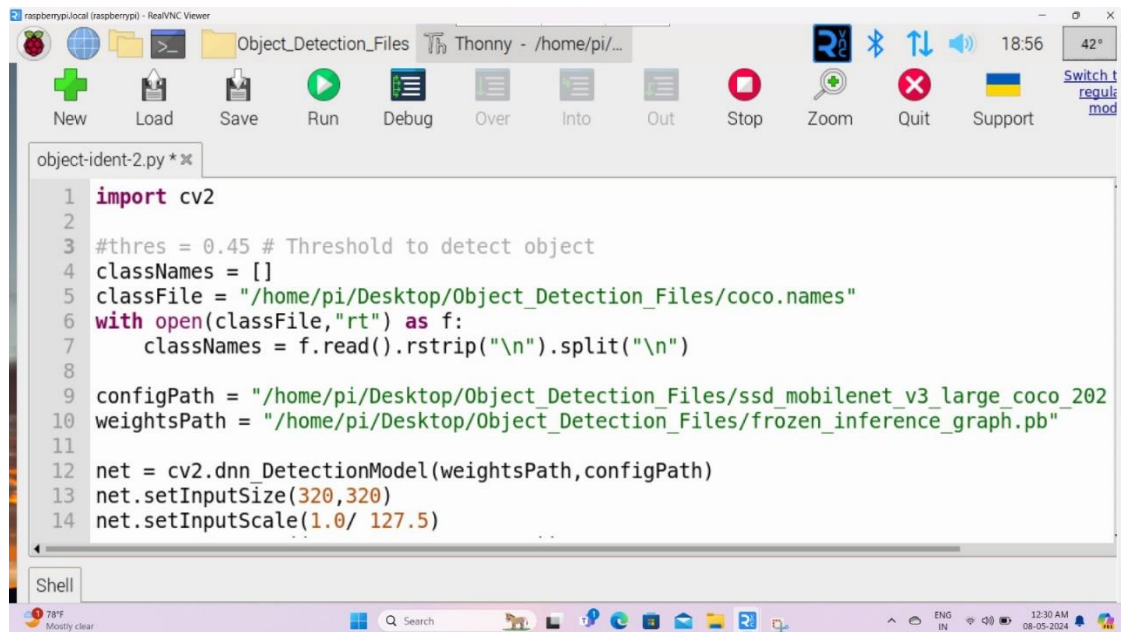 raspberrypi.local (raspberrypi) - RealVNC Viewer
Object_Detection_Files Thonny - /home/pi/... 18:56 42°
New Load Save Run Debug Over Into Out Stop Zoom Quit Support
Switch t
regula
mod
object-ident-2.py *
1 import cv2
2
3 #thres = 0.45 # Threshold to detect object
4 classNames = []
5 classFile = "/home/pi/Desktop/Object_Detection_Files/coco.names"
6 with open(classFile,"rt") as f:
7     classNames = f.read().rstrip("\n").split("\n")
8
9 configPath = "/home/pi/Desktop/Object_Detection_Files/ssd_mobilenet_v3_large_coco_202
10 weightsPath = "/home/pi/Desktop/Object_Detection_Files/frozen_inference_graph.pb"
11
12 net = cv2.dnn_DetectionModel(weightsPath,configPath)
13 net.setInputSize(320,320)
14 net.setInputScale(1.0/ 127.5)
Shell
1 78°F Search ENG 12:30 AM
Mostly clear IN 08-05-2024